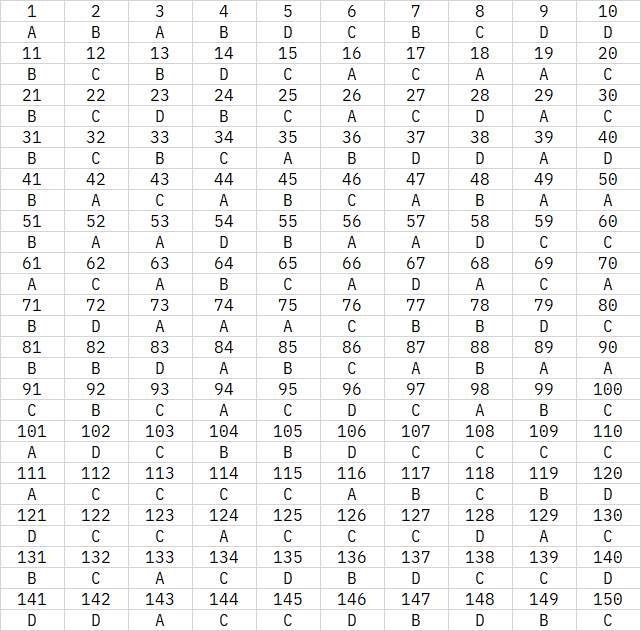 1 2 3 4 5 6 7 8 9 10
A B A B D C B C D D
11 12 13 14 15 16 17 18 19 20
B C B D C A C A A C
21 22 23 24 25 26 27 28 29 30
B C D B C A C D A C
31 32 33 34 35 36 37 38 39 40
B C B C A B D D A D
41 42 43 44 45 46 47 48 49 50
B A C A B C A B A A
51 52 53 54 55 56 57 58 59 60
B A A D B A A D C C
61 62 63 64 65 66 67 68 69 70
A C A B C A D A C A
71 72 73 74 75 76 77 78 79 80
B D A A A C B B D C
81 82 83 84 85 86 87 88 89 90
B B D A B C A B A A
91 92 93 94 95 96 97 98 99 100
C B C A C D C A B C
101 102 103 104 105 106 107 108 109 110
A D C B B D C C C C
111 112 113 114 115 116 117 118 119 120
A C C C C A B C B D
121 122 123 124 125 126 127 128 129 130
D C C A C C C D A C
131 132 133 134 135 136 137 138 139 140
B C A C D B D C C D
141 142 143 144 145 146 147 148 149 150
D D A C C D B D B C